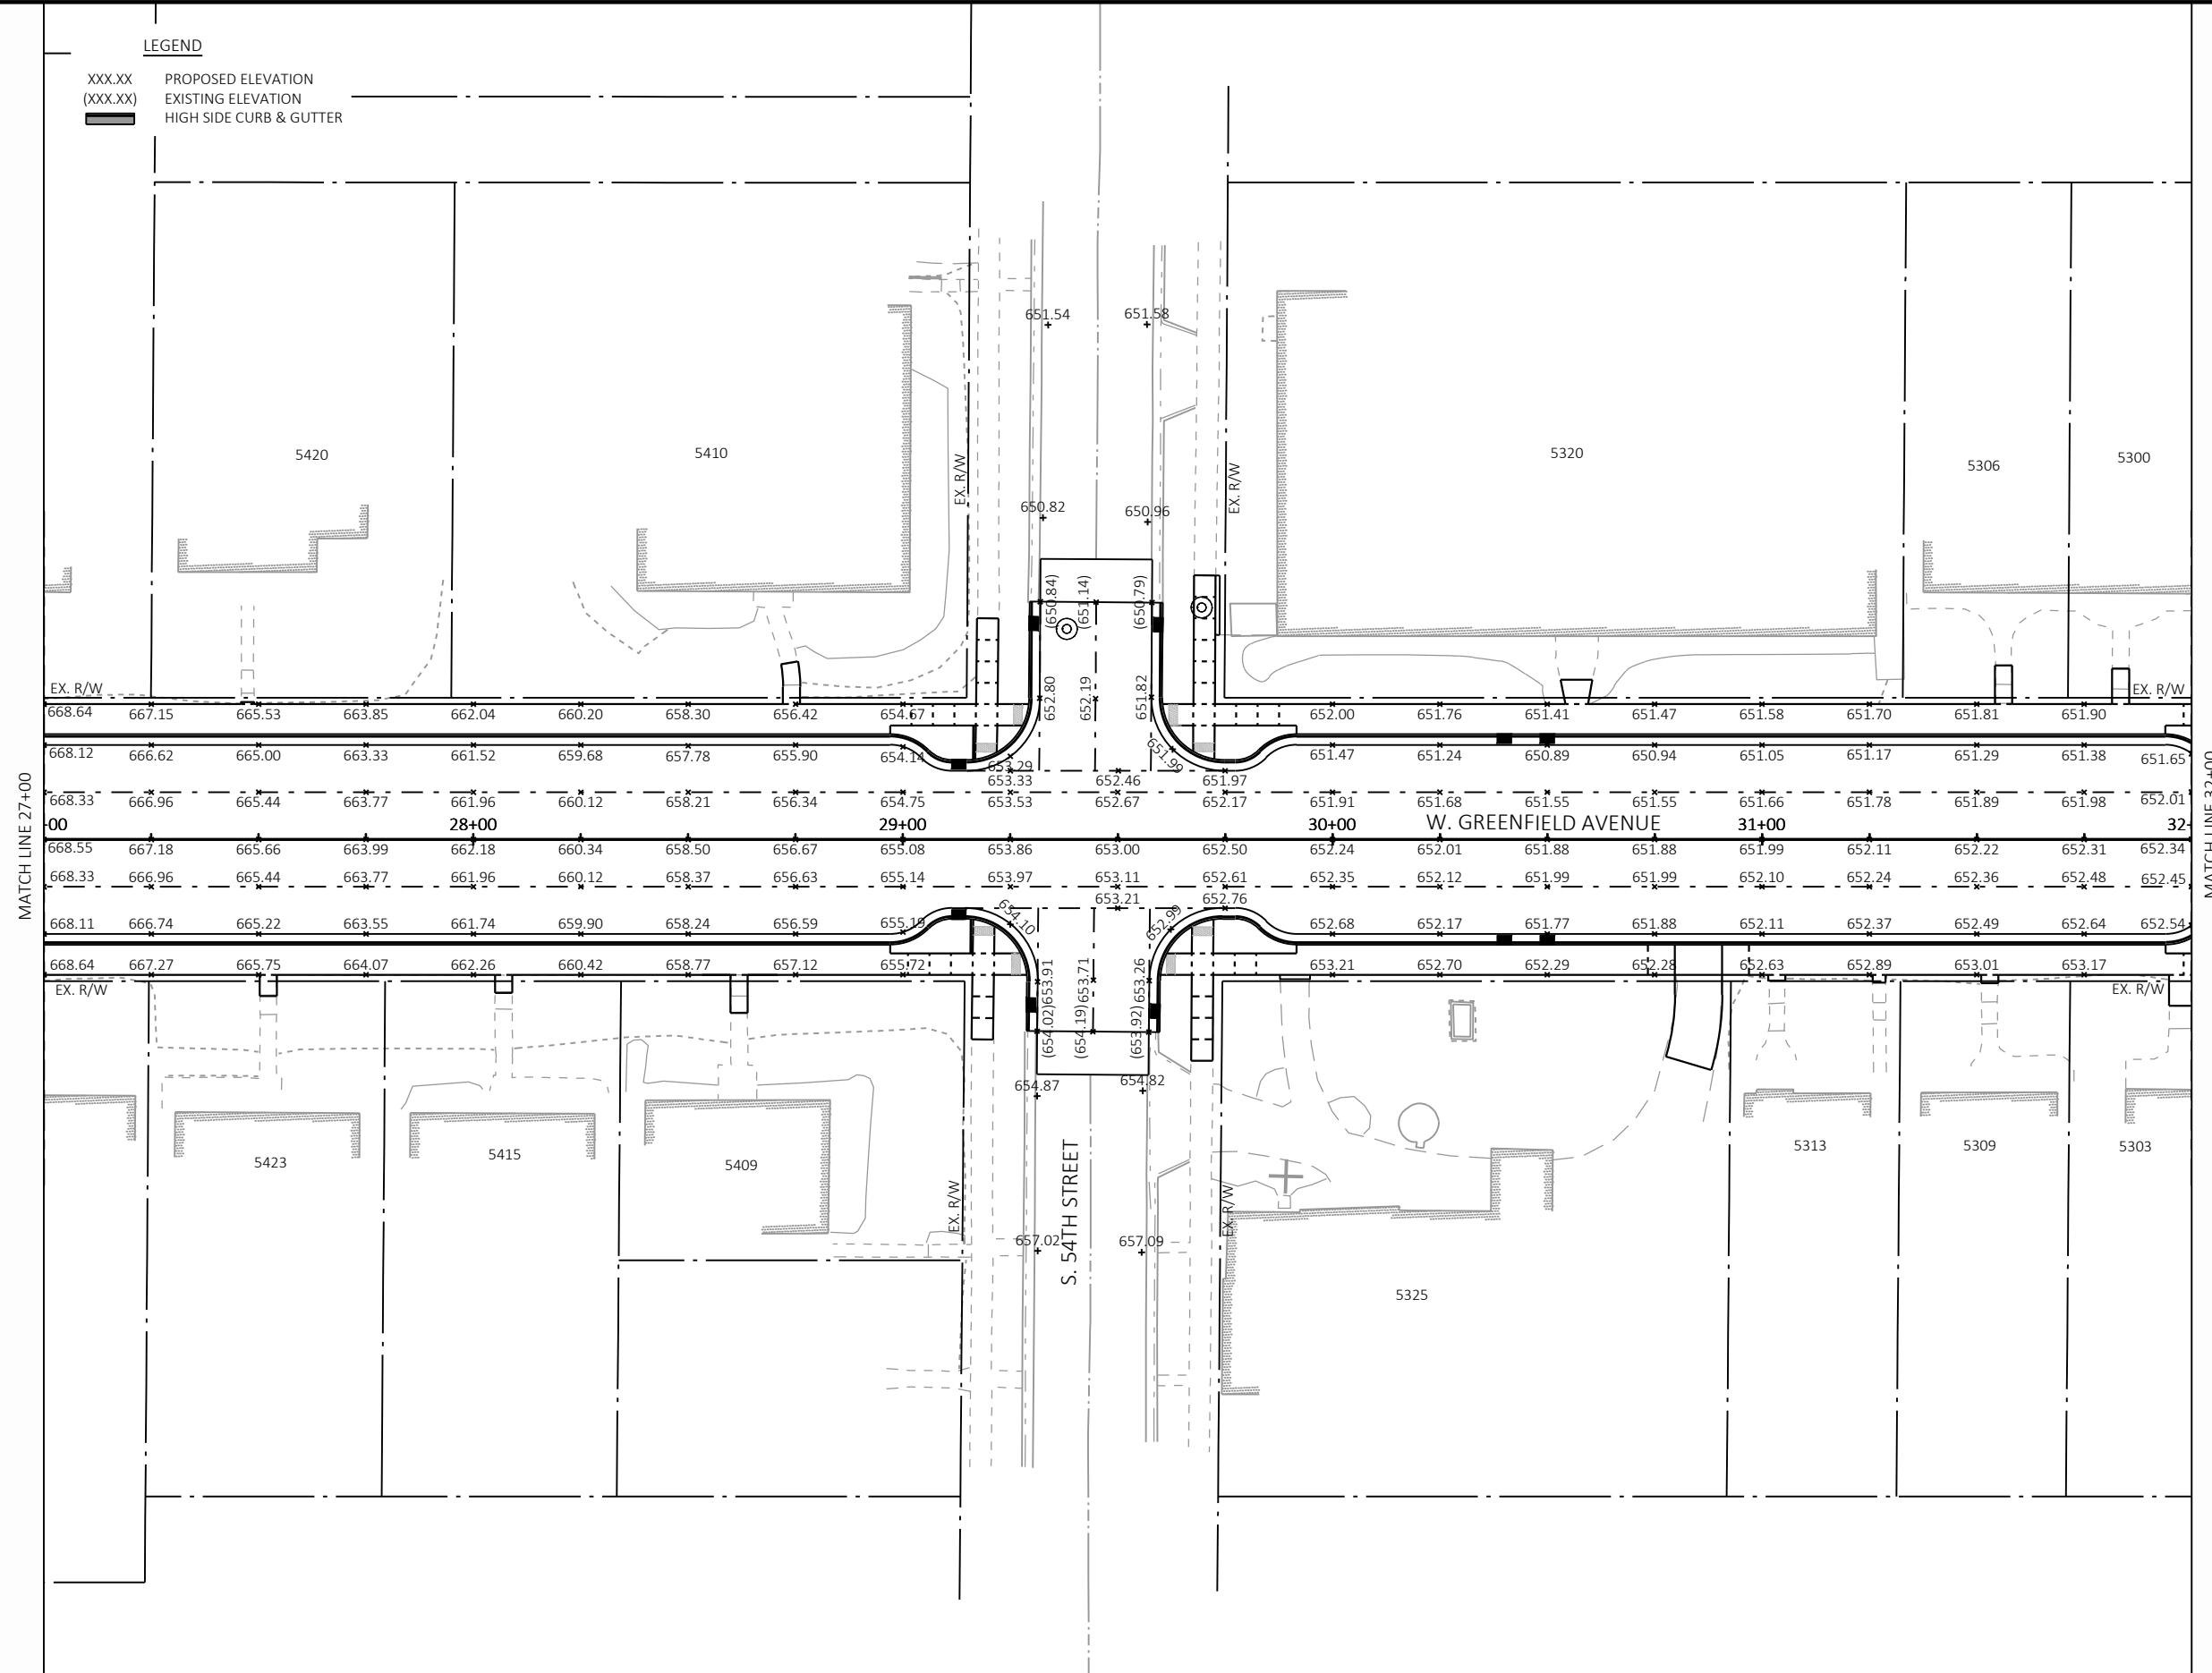 LEGEND
XXX.XX PROPOSED ELEVATION
(XXX.XX) EXISTING ELEVATION
HIGH SIDE CURB & GUTTER
651.54 651.58
5420 5410 5320 5306 5300
EX. R/W EX. R/W
650.82 650.96
(650.84) (651.14) (650.79)
652.80 652.19 651.82
EX. R/W EX. R/W
668.64 667.15 665.53 663.85 662.04 660.20 658.30 656.42 654.67 652.00 651.76 651.41 651.47 651.58 651.70 651.81 651.90
668.12 666.62 665.00 663.33 661.52 659.68 657.78 655.90 654.14 653.29 651.99 651.47 651.24 650.89 650.94 651.05 651.17 651.29 651.38 651.65
653.33 652.46 651.97
668.33 666.96 665.44 663.77 661.96 660.12 658.21 656.34 654.75 653.53 652.67 652.17 651.91 651.68 651.55 651.55 651.66 651.78 651.89 651.98 652.01
+00 28+00 29+00 30+00 W. GREENFIELD AVENUE 31+00 32+
668.55 667.18 665.66 663.99 662.18 660.34 658.50 656.67 655.08 653.86 653.00 652.50 652.24 652.01 651.88 651.88 651.99 652.11 652.22 652.31 652.34
668.33 666.96 665.44 663.77 661.96 660.12 658.37 656.63 655.14 653.97 653.11 652.61 652.35 652.12 651.99 651.99 652.10 652.24 652.36 652.48 652.45
653.21 652.76
668.11 666.74 665.22 663.55 661.74 659.90 658.24 656.59 655.19 654.10 652.99 652.68 652.17 651.77 651.88 652.11 652.37 652.49 652.64 652.54
668.64 667.27 665.75 664.07 662.26 660.42 658.77 657.12 655.72 653.21 652.70 652.29 652.28 652.63 652.89 653.01 653.17
EX. R/W EX. R/W
653.91 653.71 653.26
(654.02) (654.19) (653.92)
654.87 654.82
5423 5415 5409 5313 5309 5303
EX. R/W EX. R/W
657.02 657.09
S. 54TH STREET
5325
MATCH LINE 27+00
MATCH LINE 32+00